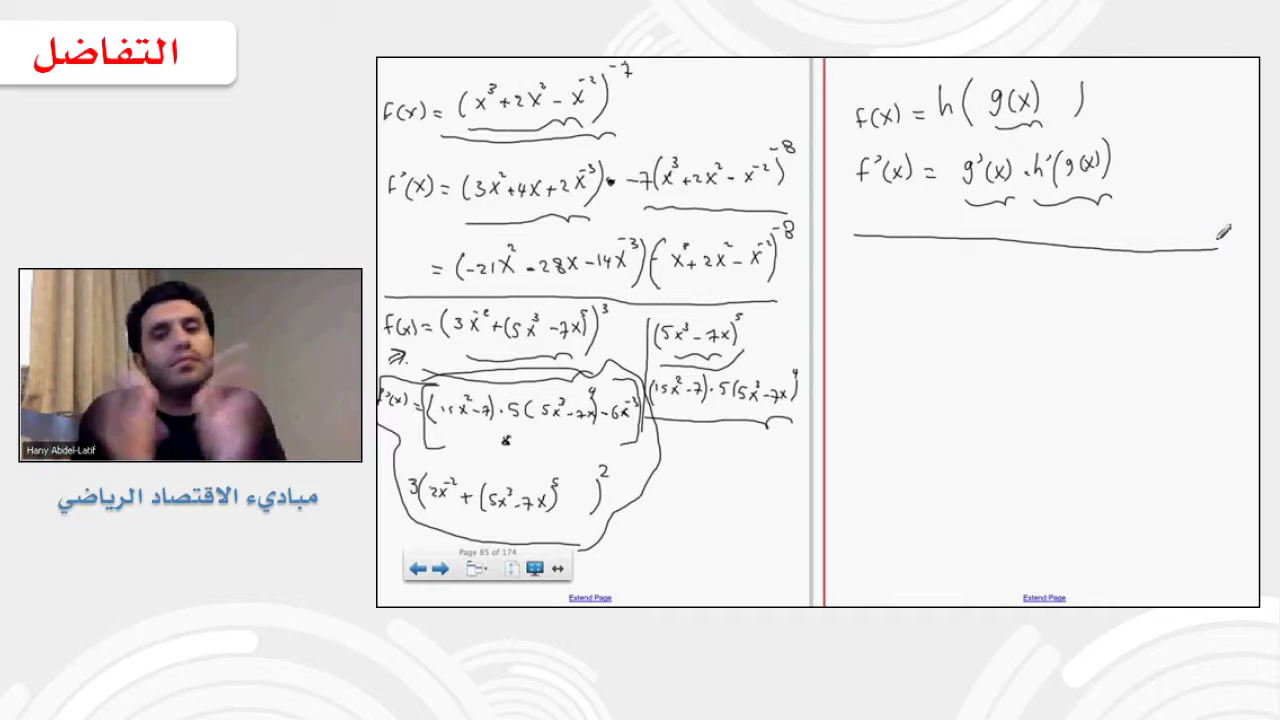 التفاضل
f(x) = (x³+2x² - x⁻²)⁻⁷
f'(x) = (3x²+4x+2x⁻³) · -7(x³+2x² - x⁻²)⁻⁸
= (-21x² - 28x - 14x⁻³)(x³+2x² - x⁻²)⁻⁸
f(x) = (3x⁻² + (5x³ - 7x)⁵)³
(5x³ - 7x)⁵
(15x² - 7) · 5(5x³ - 7x)⁴
f'(x) = [(15x² - 7) · 5(5x³ - 7x)⁴ - 6x⁻³]
3(2x⁻² + (5x³ - 7x)⁵)²
Page 85 of 174
Extend Page
f(x) = h(g(x))
f'(x) = g'(x) · h'(g(x))
Extend Page
Hany Abdel-Latif
مباديء الاقتصاد الرياضي